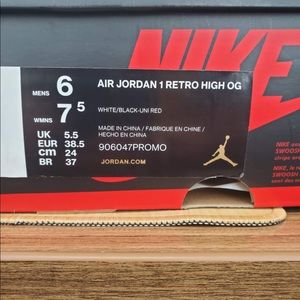 NIKE
MENS 6
WMNS 7.5
AIR JORDAN 1 RETRO HIGH OG
WHITE/BLACK-UNI RED
MADE IN CHINA / FABRIQUE EN CHINE /
HECHO EN CHINA
UK 5.5
EUR 38.5
cm 24
BR 37
906047PROMO
JORDAN.COM